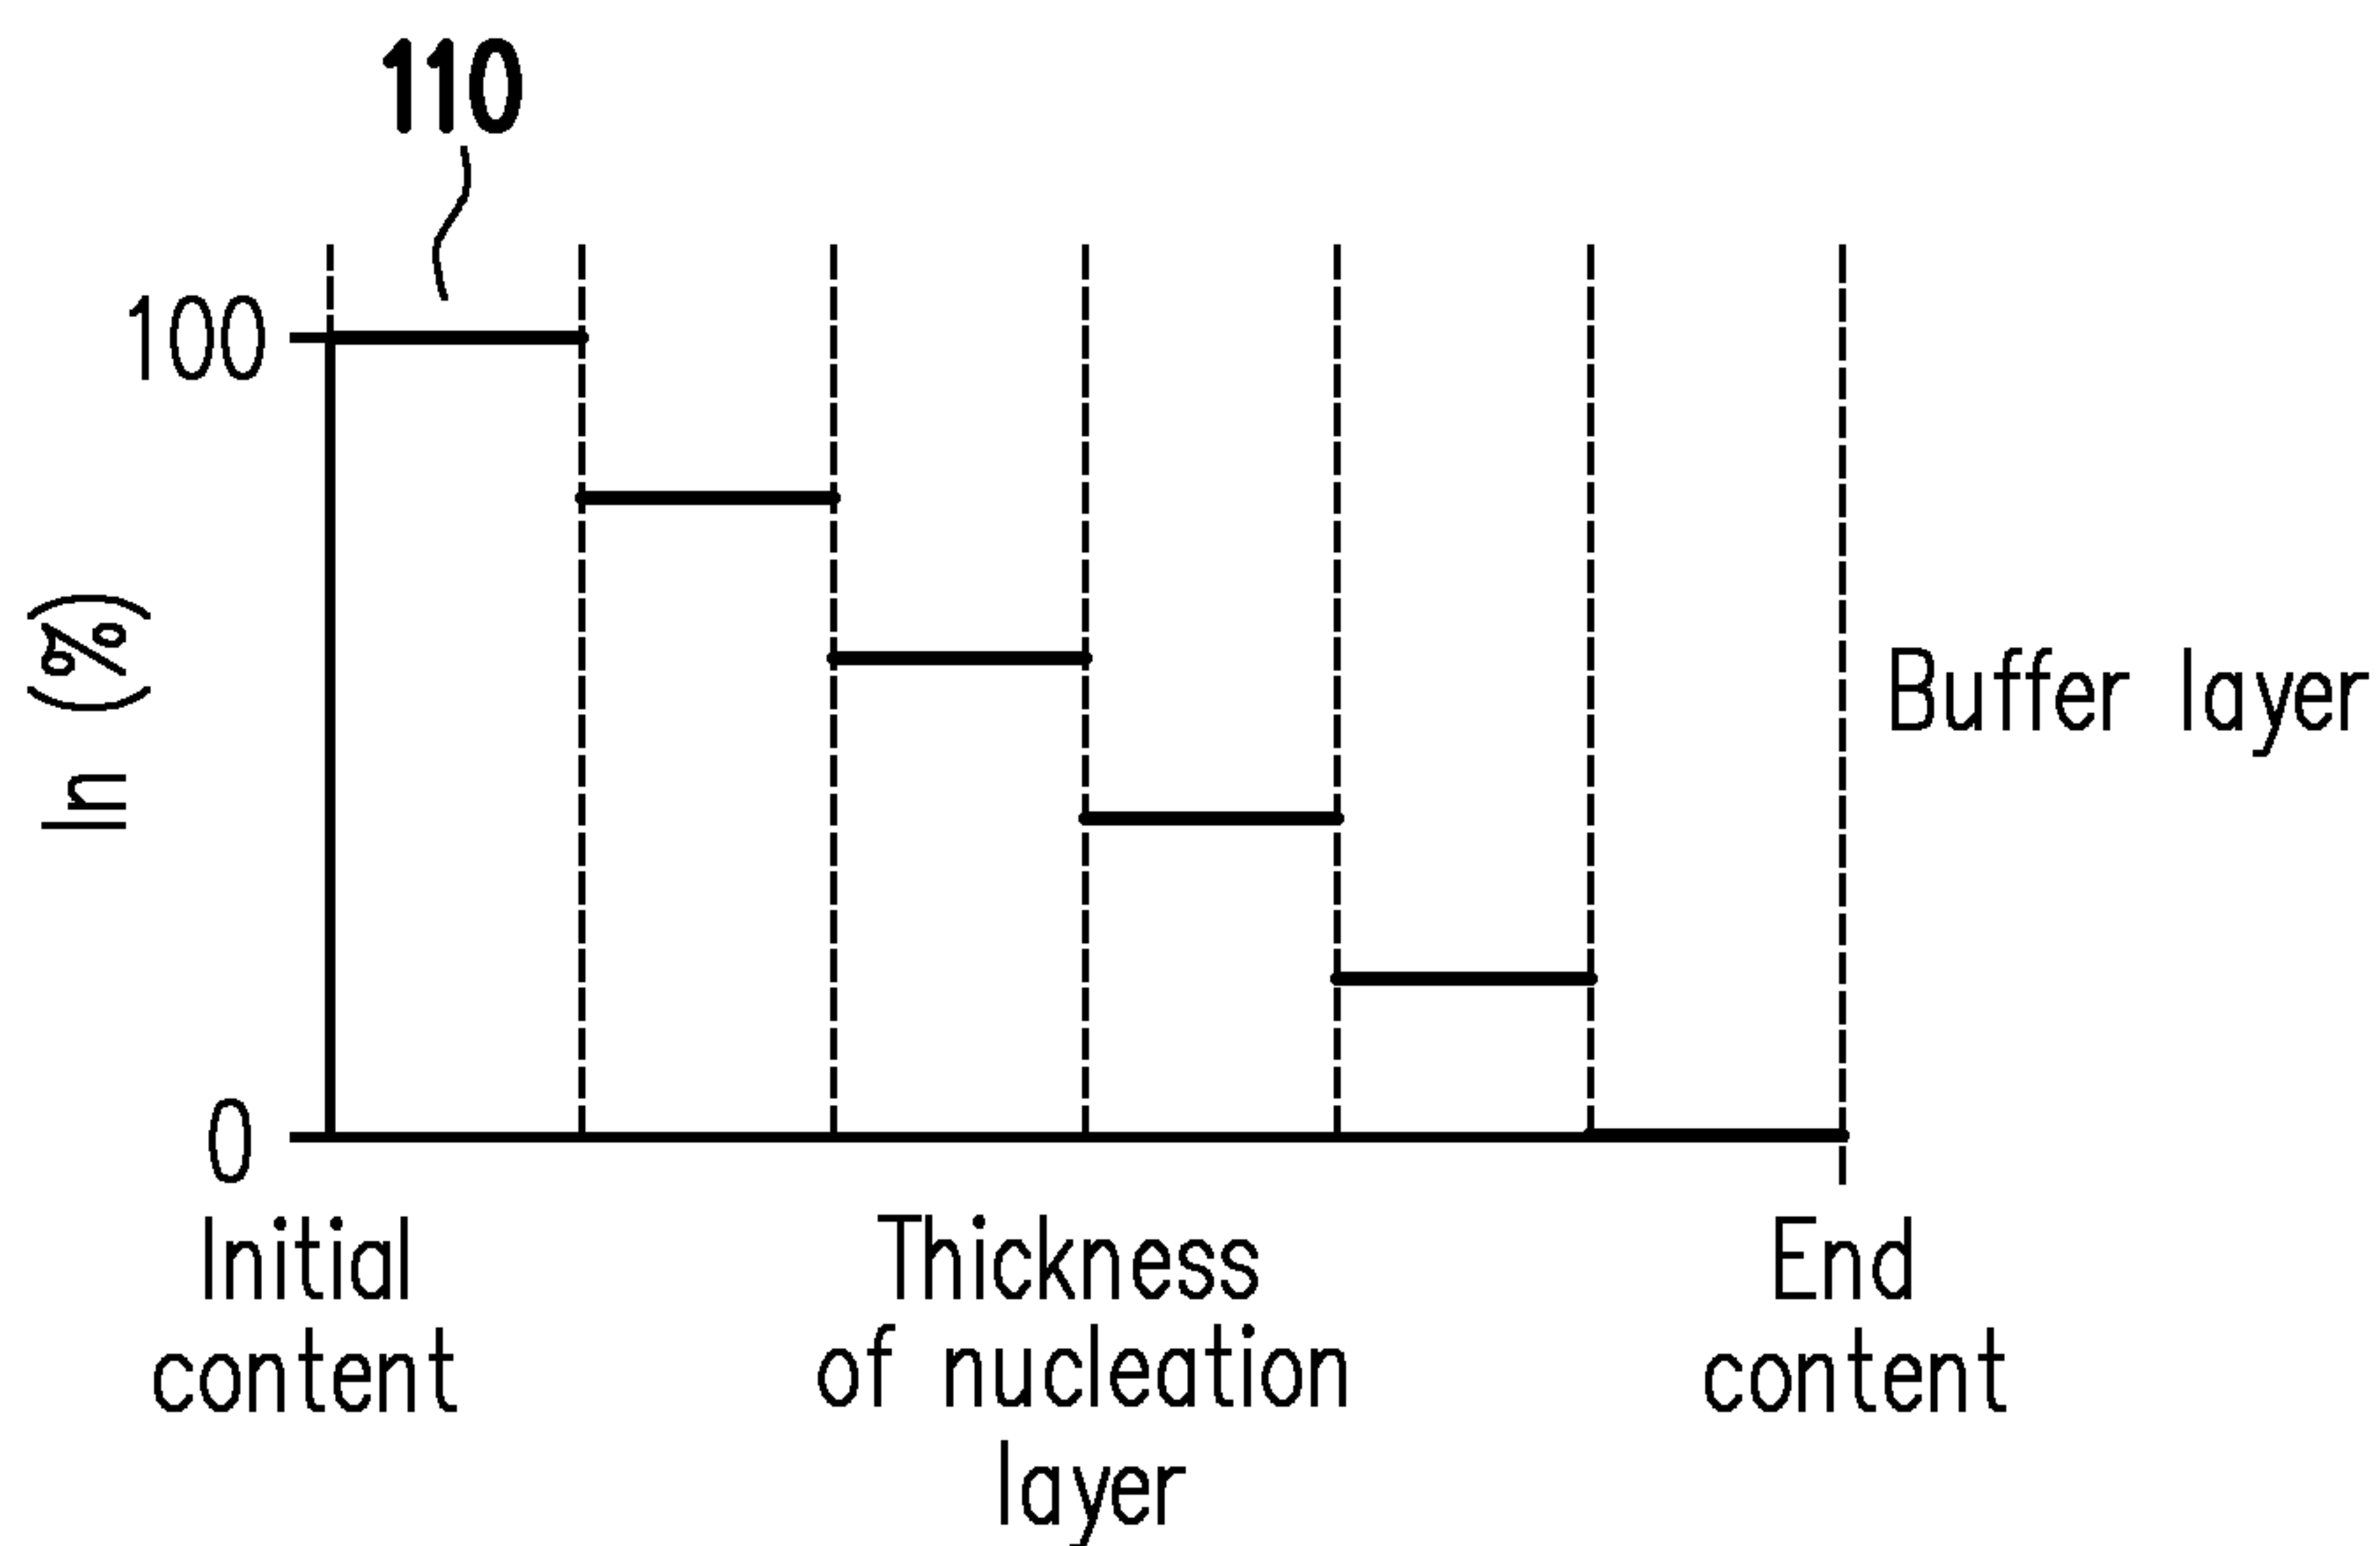 110
100
In (%)
Buffer layer
0
Initial
content
Thickness
of nucleation
layer
End
content